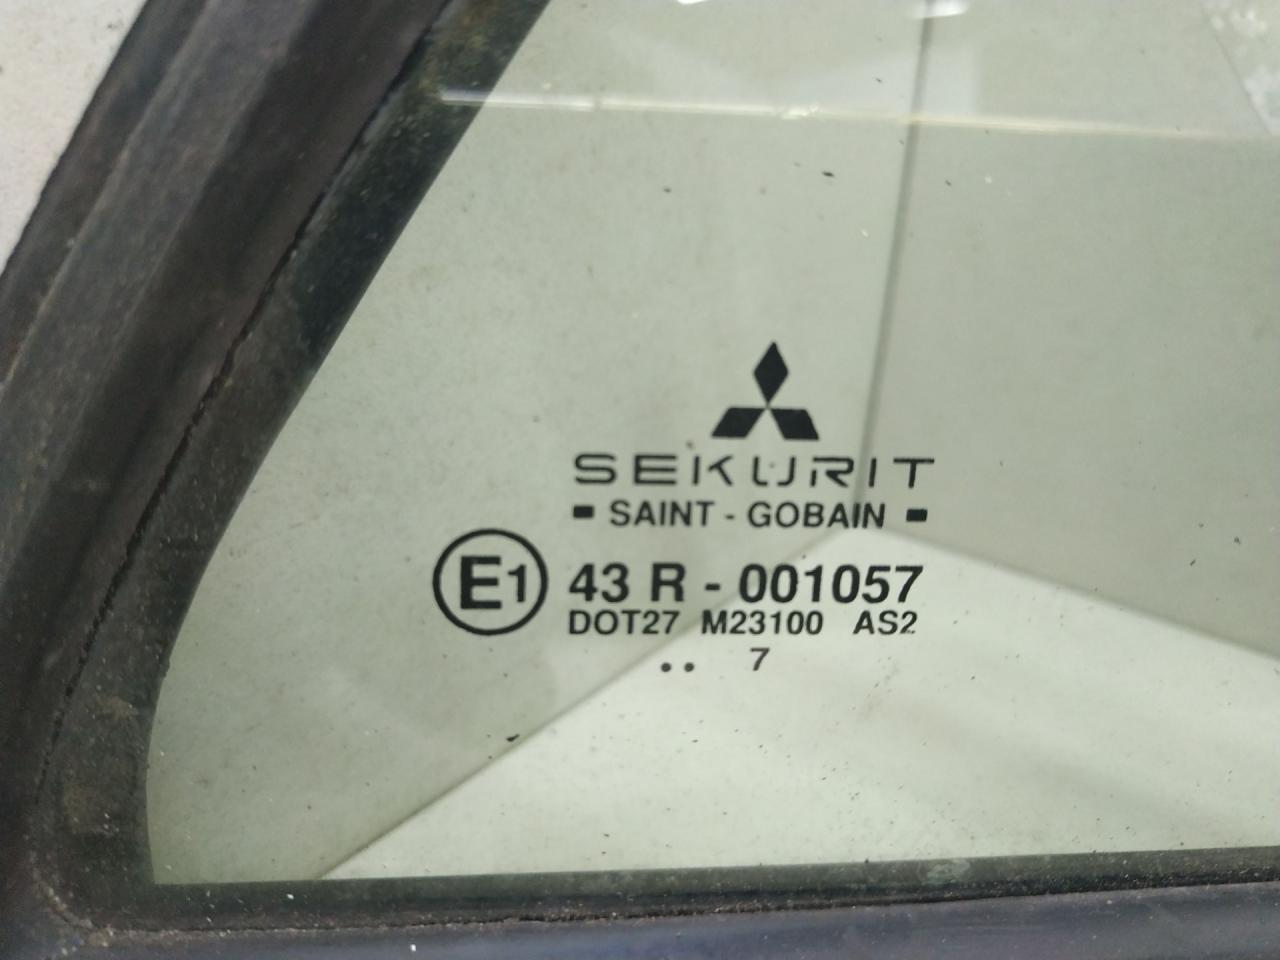 SEKURIT
SAINT - GOBAIN
E1 43 R - 001057
DOT27 M23100 AS2
.. 7